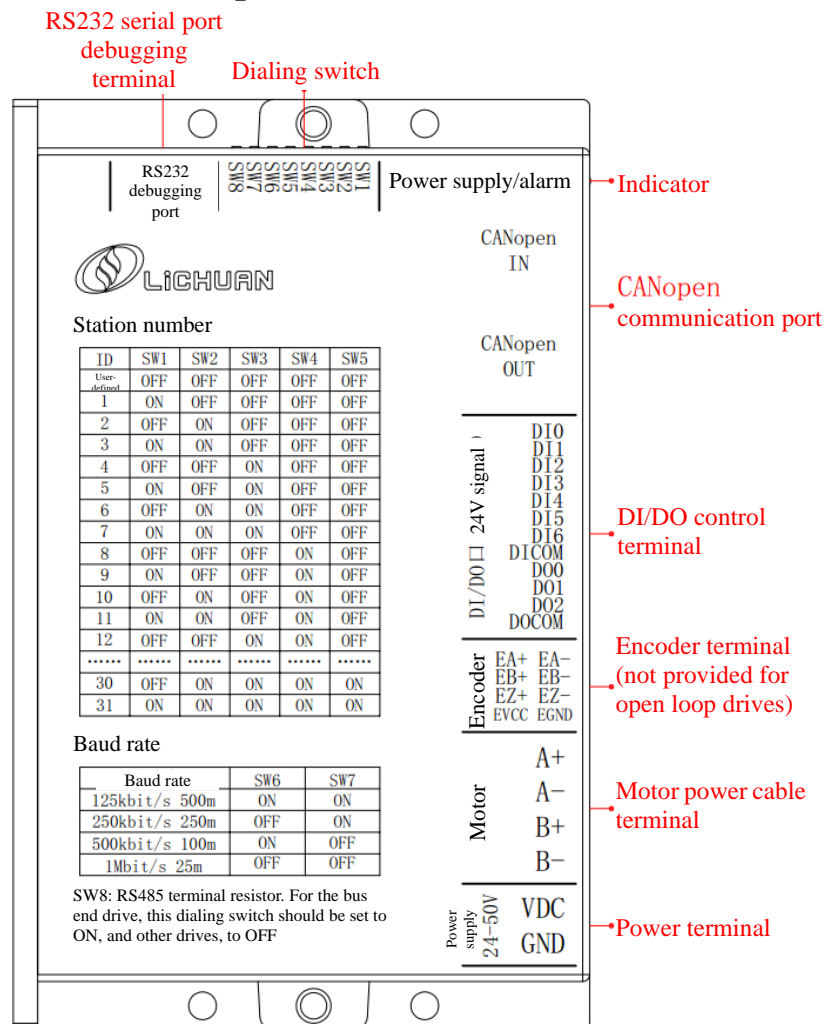 RS232 serial port
debugging
terminal
Dialing switch
RS232
debugging
port
SW8
SW7
SW6
SW5
SW4
SW3
SW2
SW1
Power supply/alarm
Indicator
CANopen
IN
CANopen
communication port
CANopen
OUT
LiCHUAN
Station number
ID SW1 SW2 SW3 SW4 SW5
User-
defined OFF OFF OFF OFF OFF
1 ON OFF OFF OFF OFF
2 OFF ON OFF OFF OFF
3 ON ON OFF OFF OFF
4 OFF OFF ON OFF OFF
5 ON OFF ON OFF OFF
6 OFF ON ON OFF OFF
7 ON ON ON OFF OFF
8 OFF OFF OFF ON OFF
9 ON OFF OFF ON OFF
10 OFF ON OFF ON OFF
11 ON ON OFF ON OFF
12 OFF OFF ON ON OFF
…… …… …… …… …… ……
30 OFF ON ON ON ON
31 ON ON ON ON ON
DI/DO口 24V signal )
DI0
DI1
DI2
DI3
DI4
DI5
DI6
DICOM
DO0
DO1
DO2
DOCOM
DI/DO control
terminal
Encoder
EA+ EA-
EB+ EB-
EZ+ EZ-
EVCC EGND
Encoder terminal
(not provided for
open loop drives)
Baud rate
Baud rate SW6 SW7
125kbit/s 500m ON ON
250kbit/s 250m OFF ON
500kbit/s 100m ON OFF
1Mbit/s 25m OFF OFF
Motor
A+
A-
B+
B-
Motor power cable
terminal
SW8: RS485 terminal resistor. For the bus
end drive, this dialing switch should be set to
ON, and other drives, to OFF
Power
supply
24-50V
VDC
GND
Power terminal